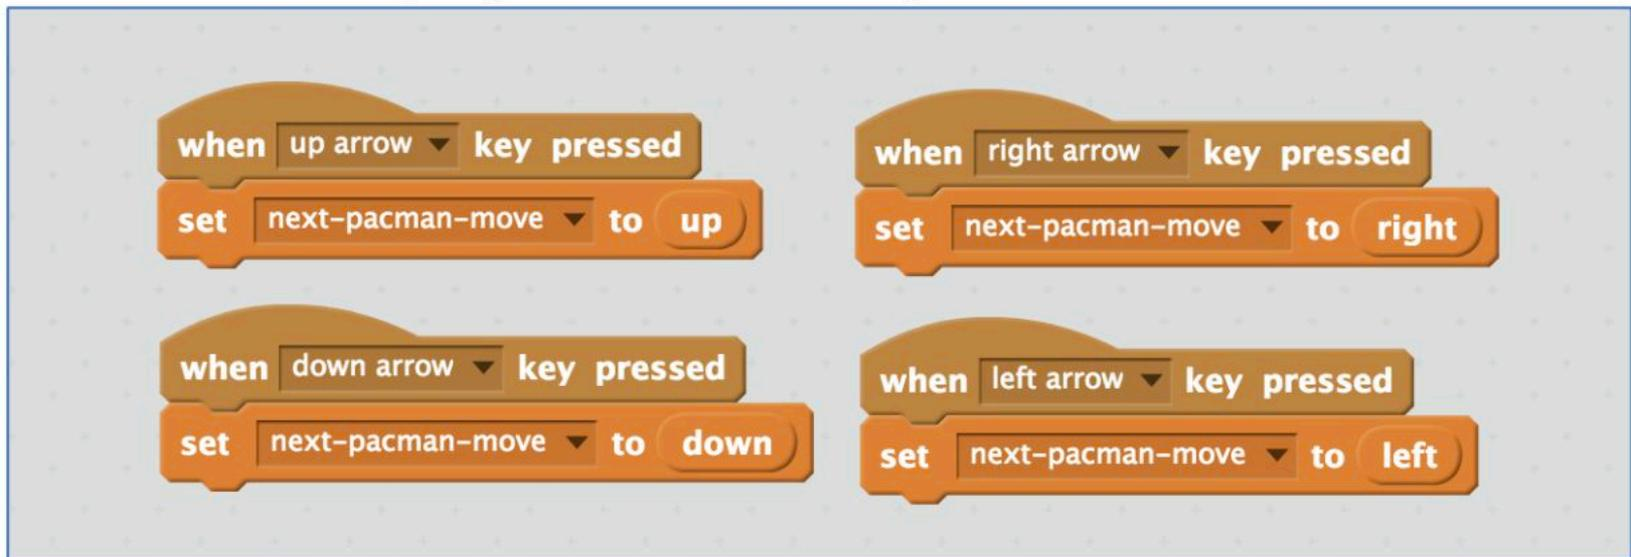 when up arrow key pressed
set next-pacman-move to up
when right arrow key pressed
set next-pacman-move to right
when down arrow key pressed
set next-pacman-move to down
when left arrow key pressed
set next-pacman-move to left